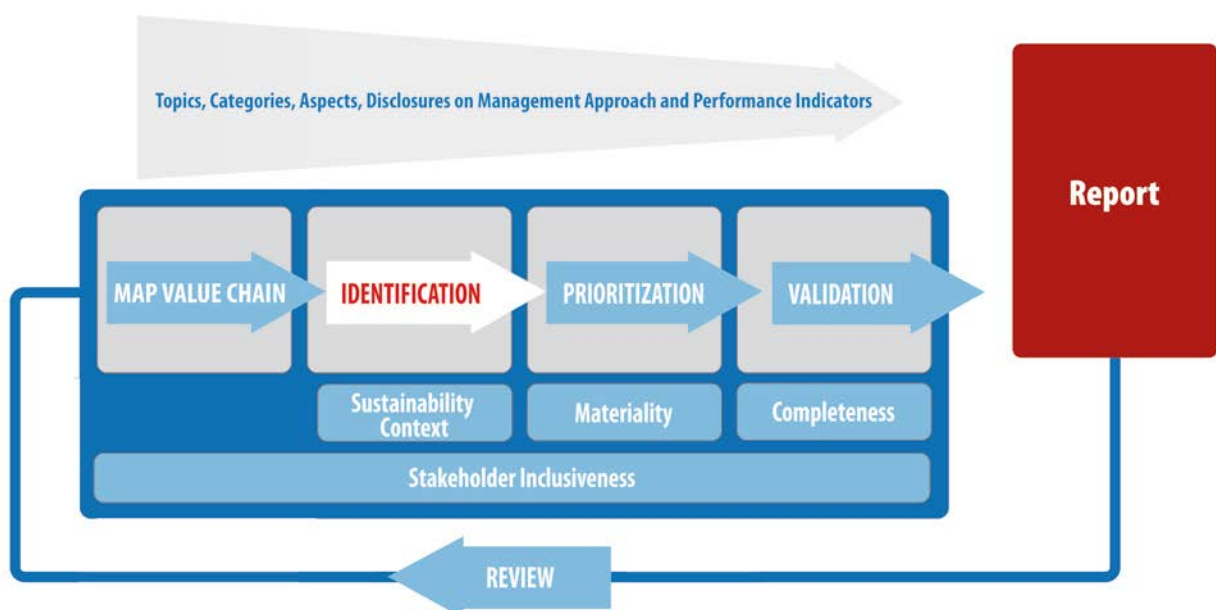 Topics, Categories, Aspects, Disclosures on Management Approach and Performance Indicators
Report
MAP VALUE CHAIN
IDENTIFICATION
PRIORITIZATION
VALIDATION
Sustainability
Context
Materiality
Completeness
Stakeholder Inclusiveness
REVIEW